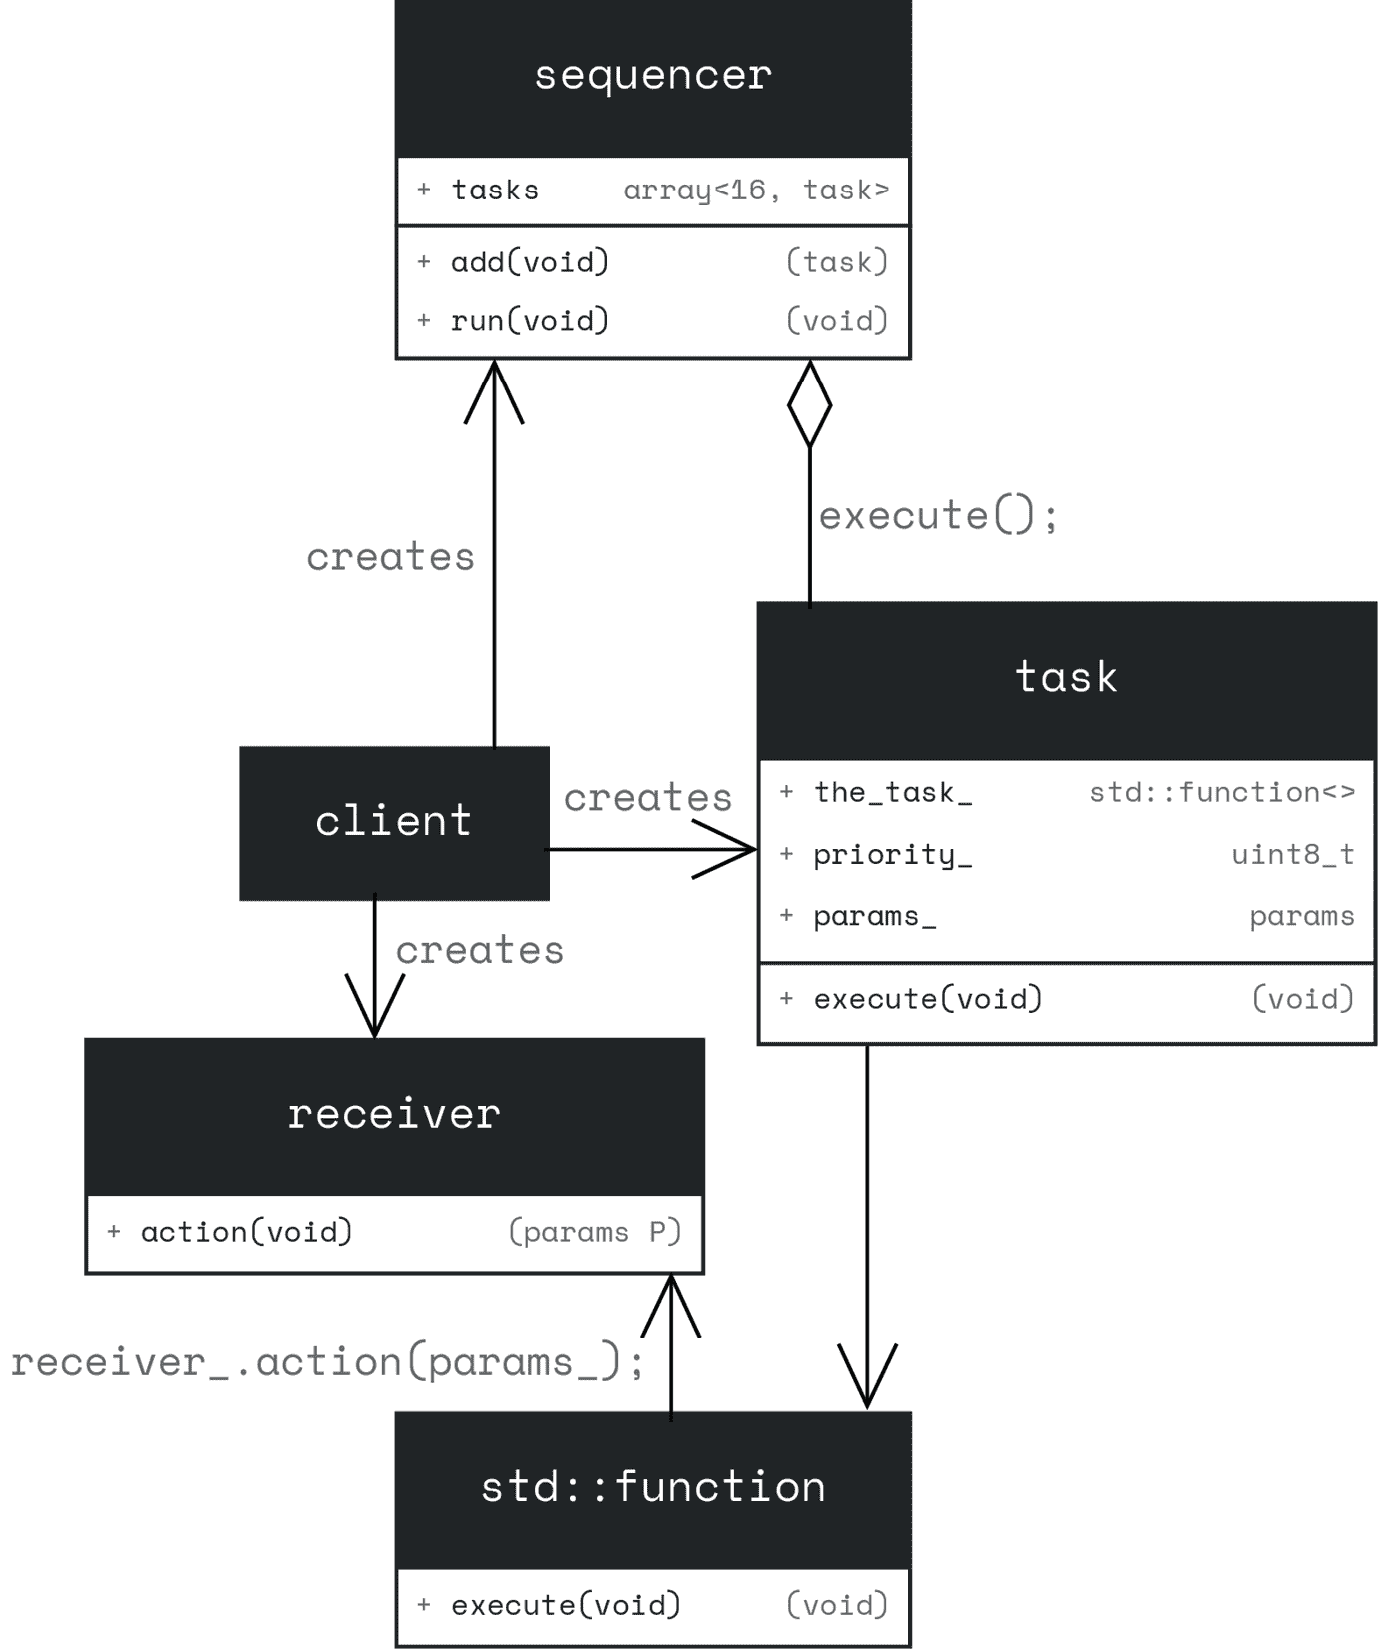 sequencer
+ tasks array<16, task>
+ add(void) (task)
+ run(void) (void)
execute();
creates
task
+ the_task_ std::function<>
+ priority_ uint8_t
+ params_ params
+ execute(void) (void)
client
creates
creates
receiver
+ action(void) (params P)
receiver_.action(params_);
std::function
+ execute(void) (void)